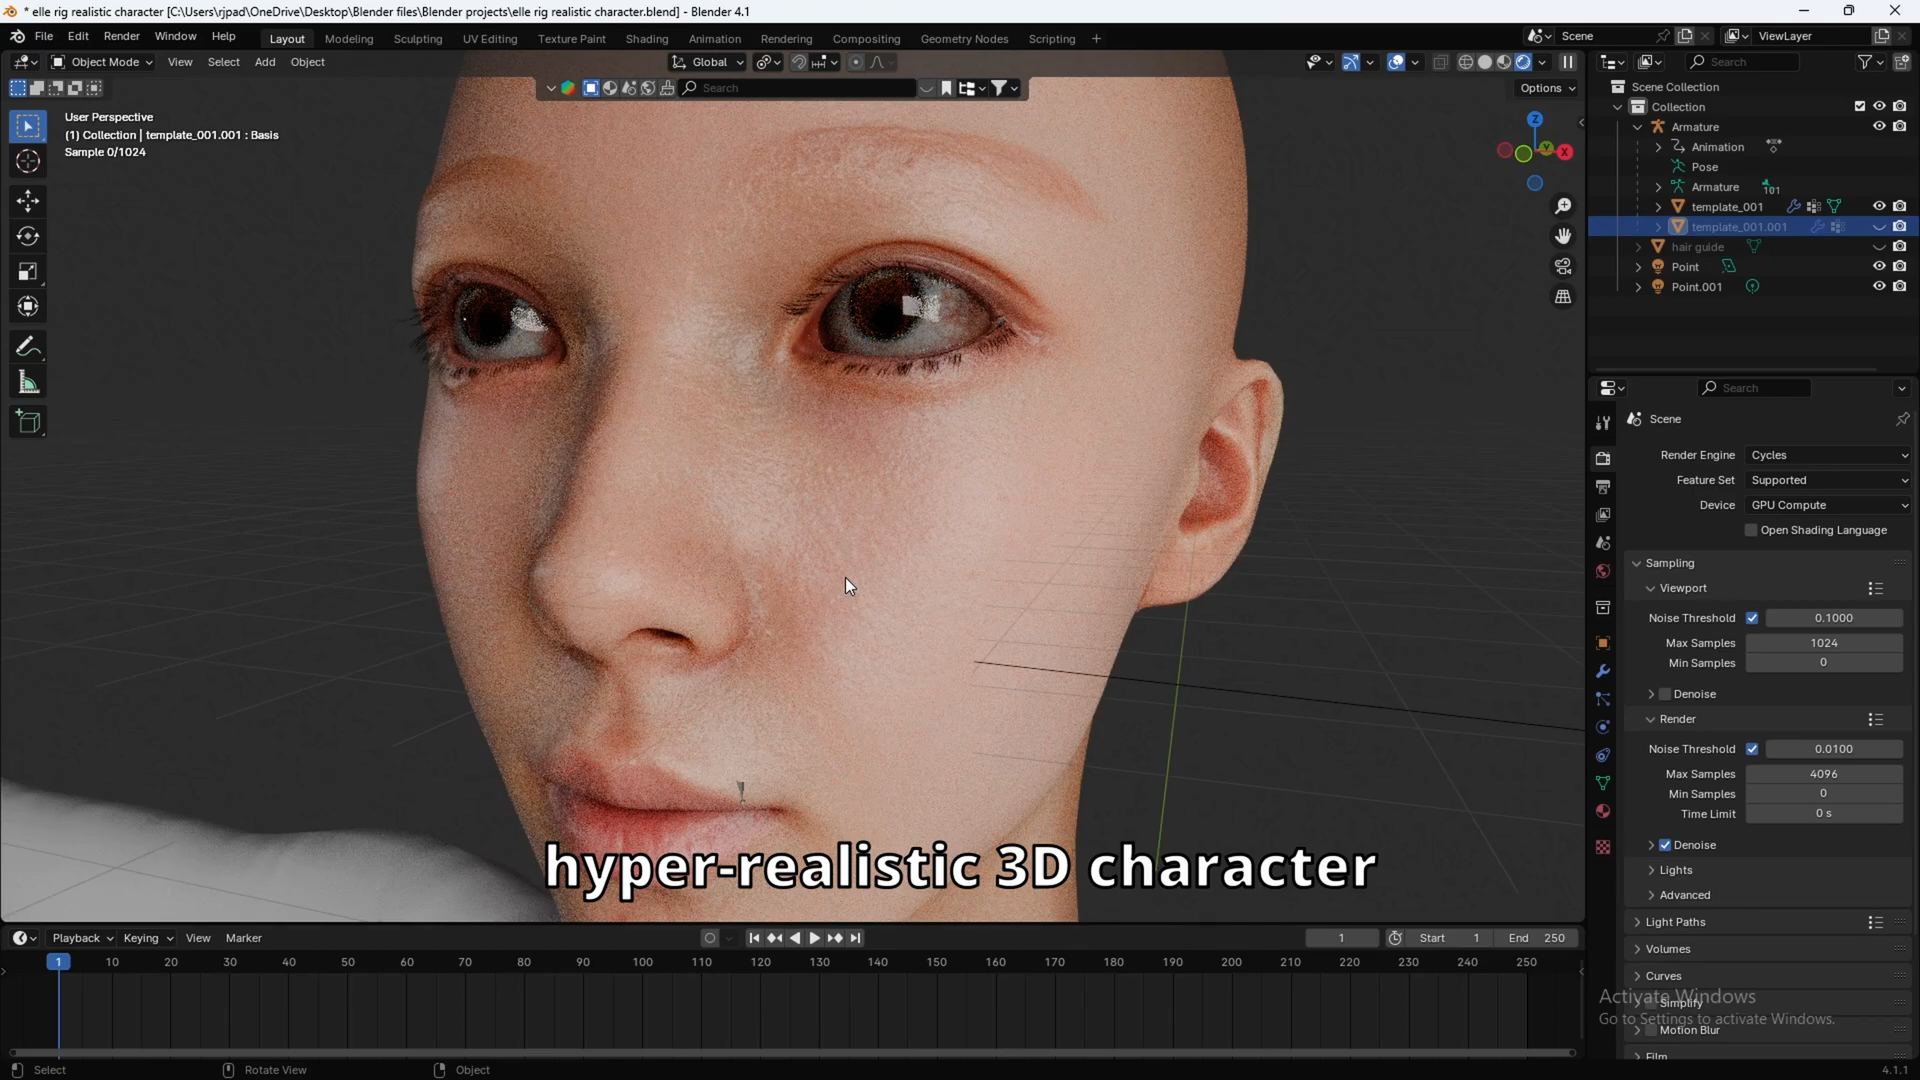 * elle rig realistic character [C:\Users\rjpad\OneDrive\Desktop\Blender files\Blender projects\elle rig realistic character.blend] - Blender 4.1
File Edit Render Window Help Layout Modeling Sculpting UV Editing Texture Paint Shading Animation Rendering Compositing Geometry Nodes Scripting + Scene ViewLayer
Object Mode View Select Add Object Global Search
Search Options
User Perspective
(1) Collection | template_001.001 : Basis
Sample 0/1024
Z
Y
X
Scene Collection
Collection
Armature
Animation
Pose
Armature 101
template_001
template_001.001
hair guide
Point
Point.001
Search
Scene
Render Engine Cycles
Feature Set Supported
Device GPU Compute
Open Shading Language
Sampling
Viewport
Noise Threshold 0.1000
Max Samples 1024
Min Samples 0
Denoise
Render
Noise Threshold 0.0100
Max Samples 4096
Min Samples 0
Time Limit 0 s
Denoise
Lights
Advanced
Light Paths
Volumes
Curves
Simplify
Motion Blur
Film
Activate Windows
Go to Settings to activate Windows.
hyper-realistic 3D character
Playback Keying View Marker 1 Start 1 End 250
1 10 20 30 40 50 60 70 80 90 100 110 120 130 140 150 160 170 180 190 200 210 220 230 240 250
Select Rotate View Object 4.1.1